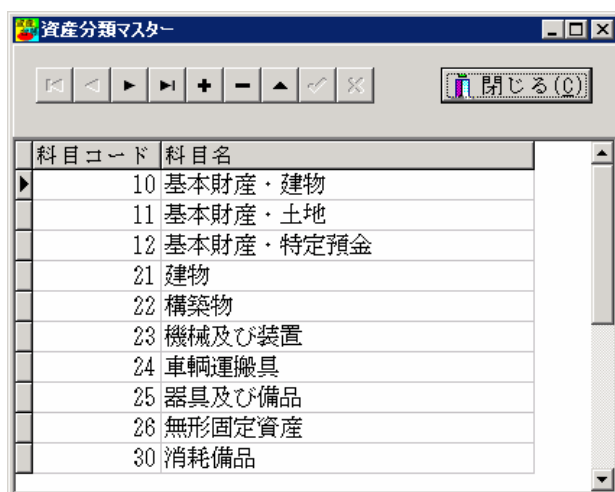 資産分類マスター
閉じる(C)
科目コード 科目名
10 基本財産・建物
11 基本財産・土地
12 基本財産・特定預金
21 建物
22 構築物
23 機械及び装置
24 車輌運搬具
25 器具及び備品
26 無形固定資産
30 消耗備品